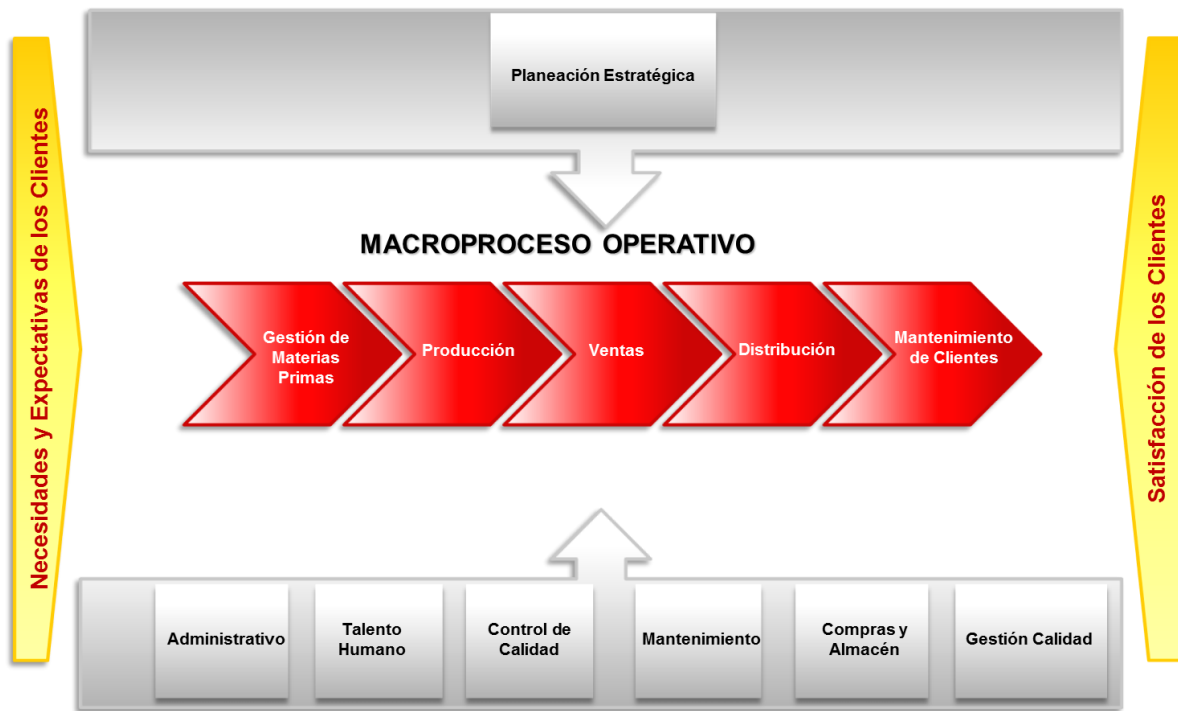 Planeación Estratégica
Necesidades y Expectativas de los Clientes
MACROPROCESO OPERATIVO
Gestión de
Materias
Primas
Producción
Ventas
Distribución
Mantenimiento
de Clientes
Satisfacción de los Clientes
Administrativo
Talento
Humano
Control de
Calidad
Mantenimiento
Compras y
Almacén
Gestión Calidad